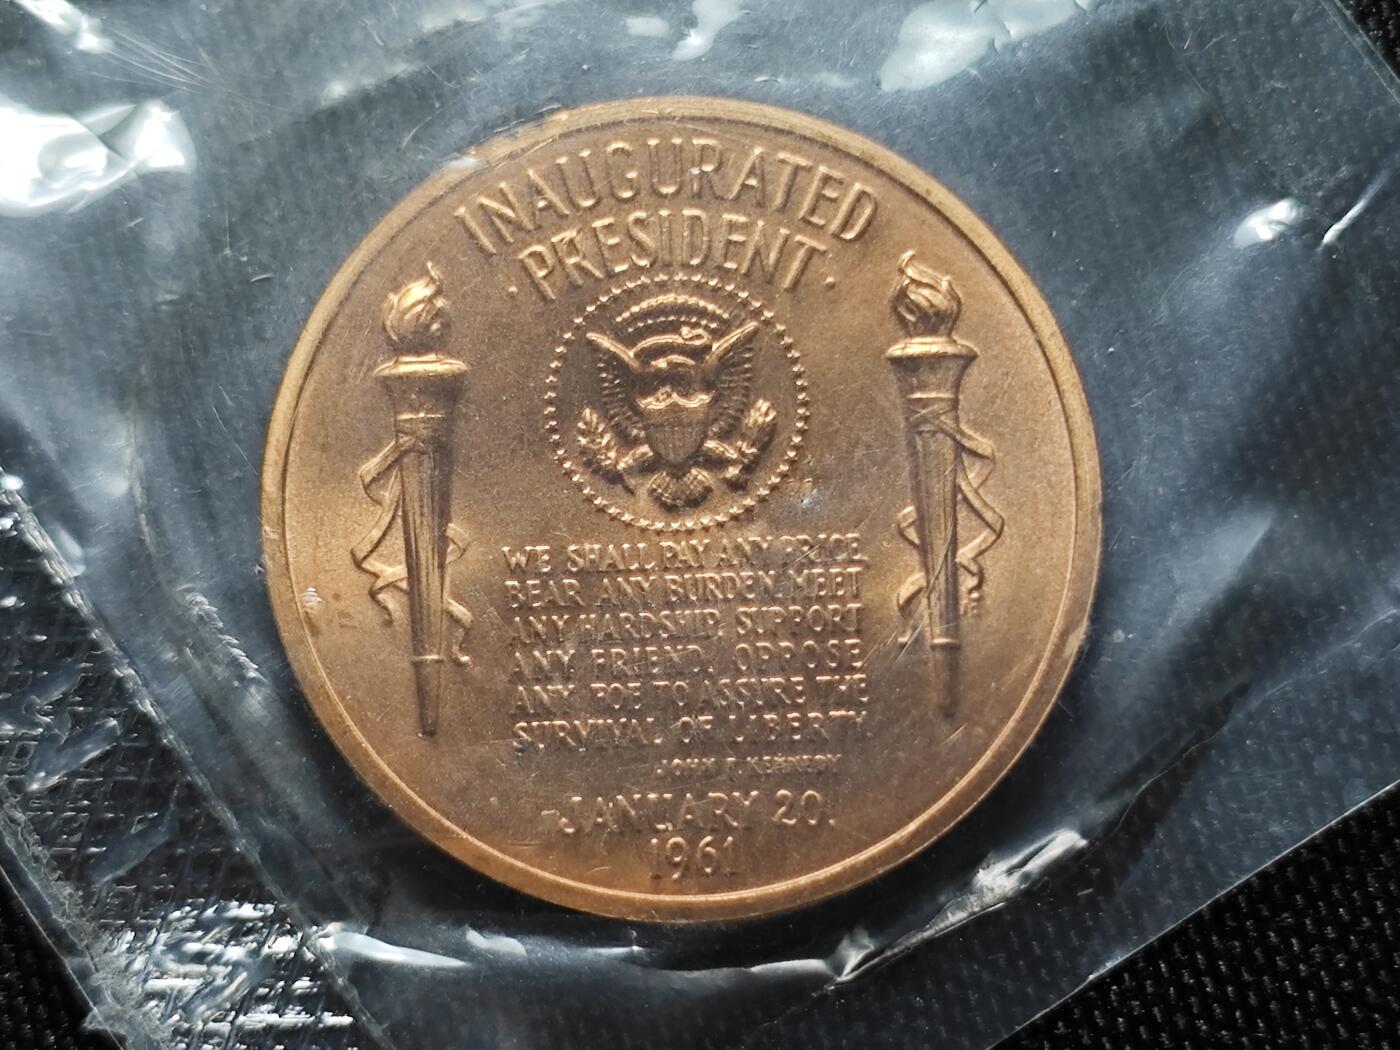 INAUGURATED
·PRESIDENT·
WE SHALL PAY ANY PRICE
BEAR ANY BURDEN, MEET
ANY HARDSHIP, SUPPORT
ANY FRIEND, OPPOSE
ANY FOE TO ASSURE THE
SURVIVAL OF LIBERTY.
JOHN F KENNEDY
JANUARY 20,
1961